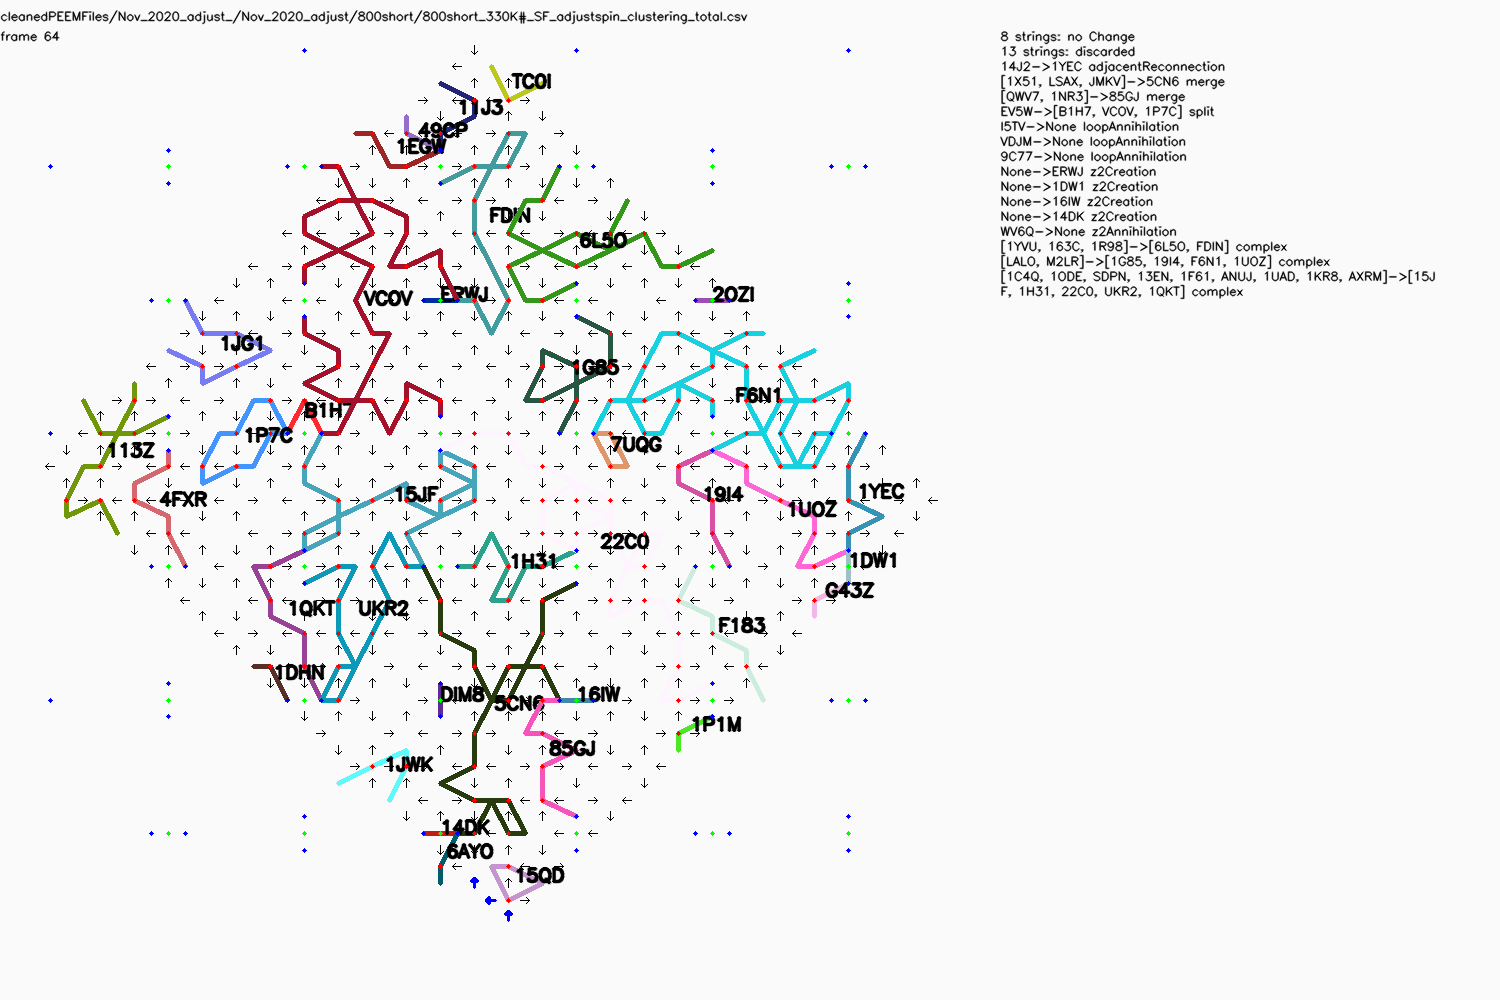 cleanedPEEMFiles/Nov_2020_adjust_/Nov_2020_adjust/800short/800short_330K#_SF_adjustspin_clustering_total.csv
frame 64
8 strings: no Change
13 strings: discarded
14J2->1YEC adjacentReconnection
[1X51, LSAX, JMKV]->5CN6 merge
[QWV7, 1NR3]->85GJ merge
EV5W->[B1H7, VCOV, 1P7C] split
I5TV->None loopAnnihilation
VDJM->None loopAnnihilation
9C77->None loopAnnihilation
None->ERWJ z2Creation
None->1DW1 z2Creation
None->16IW z2Creation
None->14DK z2Creation
WV6Q->None z2Annihilation
[1YVU, 163C, 1R98]->[6L5O, FDIN] complex
[LALO, M2LR]->[1G85, 19I4, F6N1, 1UOZ] complex
[1C4Q, 1ODE, SDPN, 13EN, 1F61, ANUJ, 1UAD, 1KR8, AXRM]->[15J
F, 1H31, 22C0, UKR2, 1QKT] complex
TCOI
11J3
49CP
1EGW
FDIN
6L5O
VCOV
ERWJ
2OZI
1JG1
1G85
F6N1
B1H7
1P7C
7UQG
113Z
4FXR
15JF
19I4
1YEC
1UOZ
22C0
1H31
1DW1
G43Z
1QKT
UKR2
F183
1DHN
DIM8
5CN6
16IW
1P1M
85GJ
1JWK
14DK
6AYO
15QD